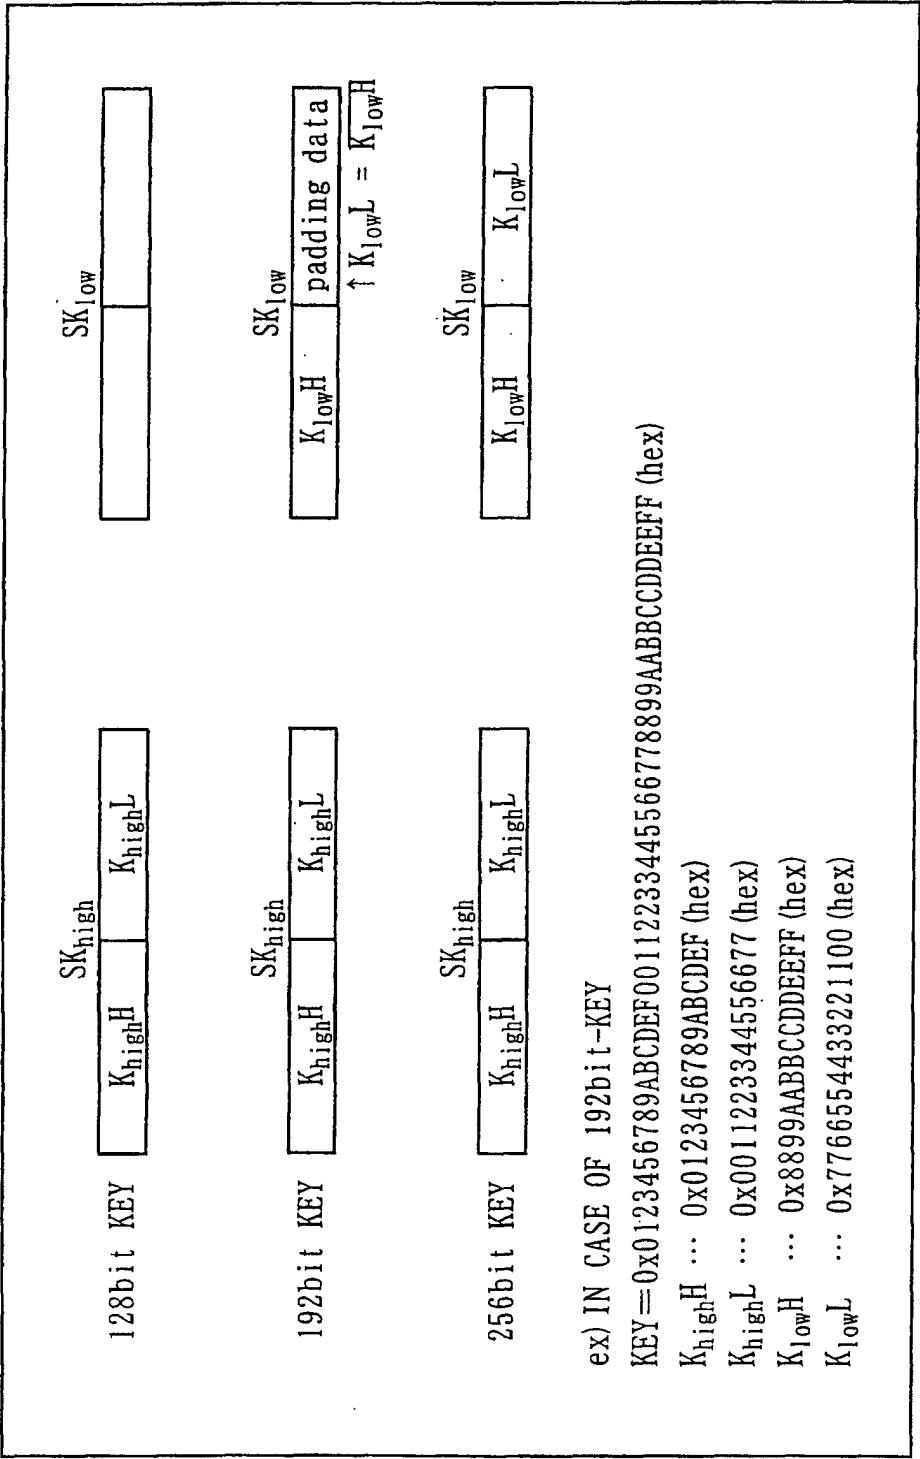 SKhigh SKlow
128bit KEY KhighH KhighL
SKhigh SKlow
192bit KEY KhighH KhighL KlowH padding data
↑KlowL = K̅l̅o̅w̅H̅
SKhigh SKlow
256bit KEY KhighH KhighL KlowH KlowL
ex) IN CASE OF 192bit-KEY
KEY=0x0123456789ABCDEF00112233445566778899AABBCCDDEEFF (hex)
KhighH ... 0x0123456789ABCDEF (hex)
KhighL ... 0x0011223344556677 (hex)
KlowH ... 0x8899AABBCCDDEEFF (hex)
KlowL ... 0x7766554433221100 (hex)